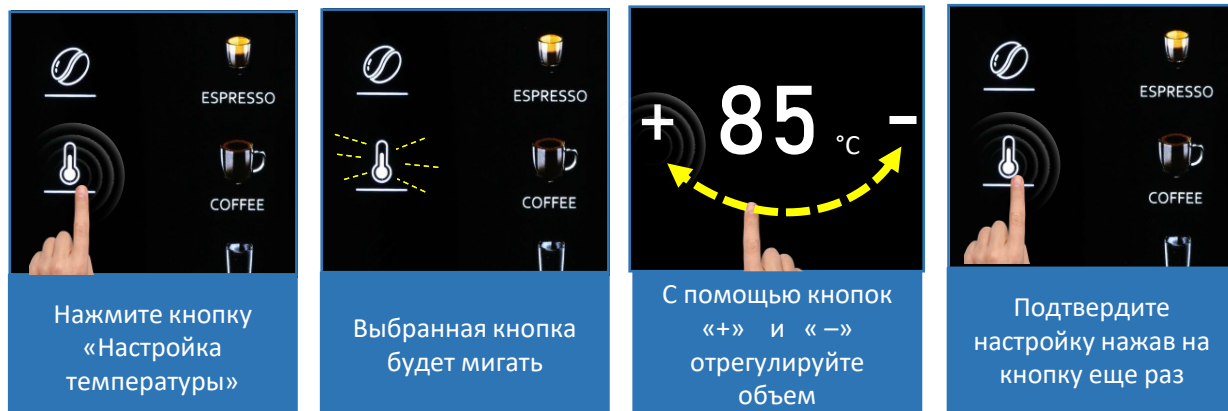 ESPRESSO
COFFEE
Нажмите кнопку
«Настройка
температуры»
ESPRESSO
COFFEE
Выбранная кнопка
будет мигать
+ 85 °C -
С помощью кнопок
«+» и « –»
отрегулируйте
объем
ESPRESSO
COFFEE
Подтвердите
настройку нажав на
кнопку еще раз